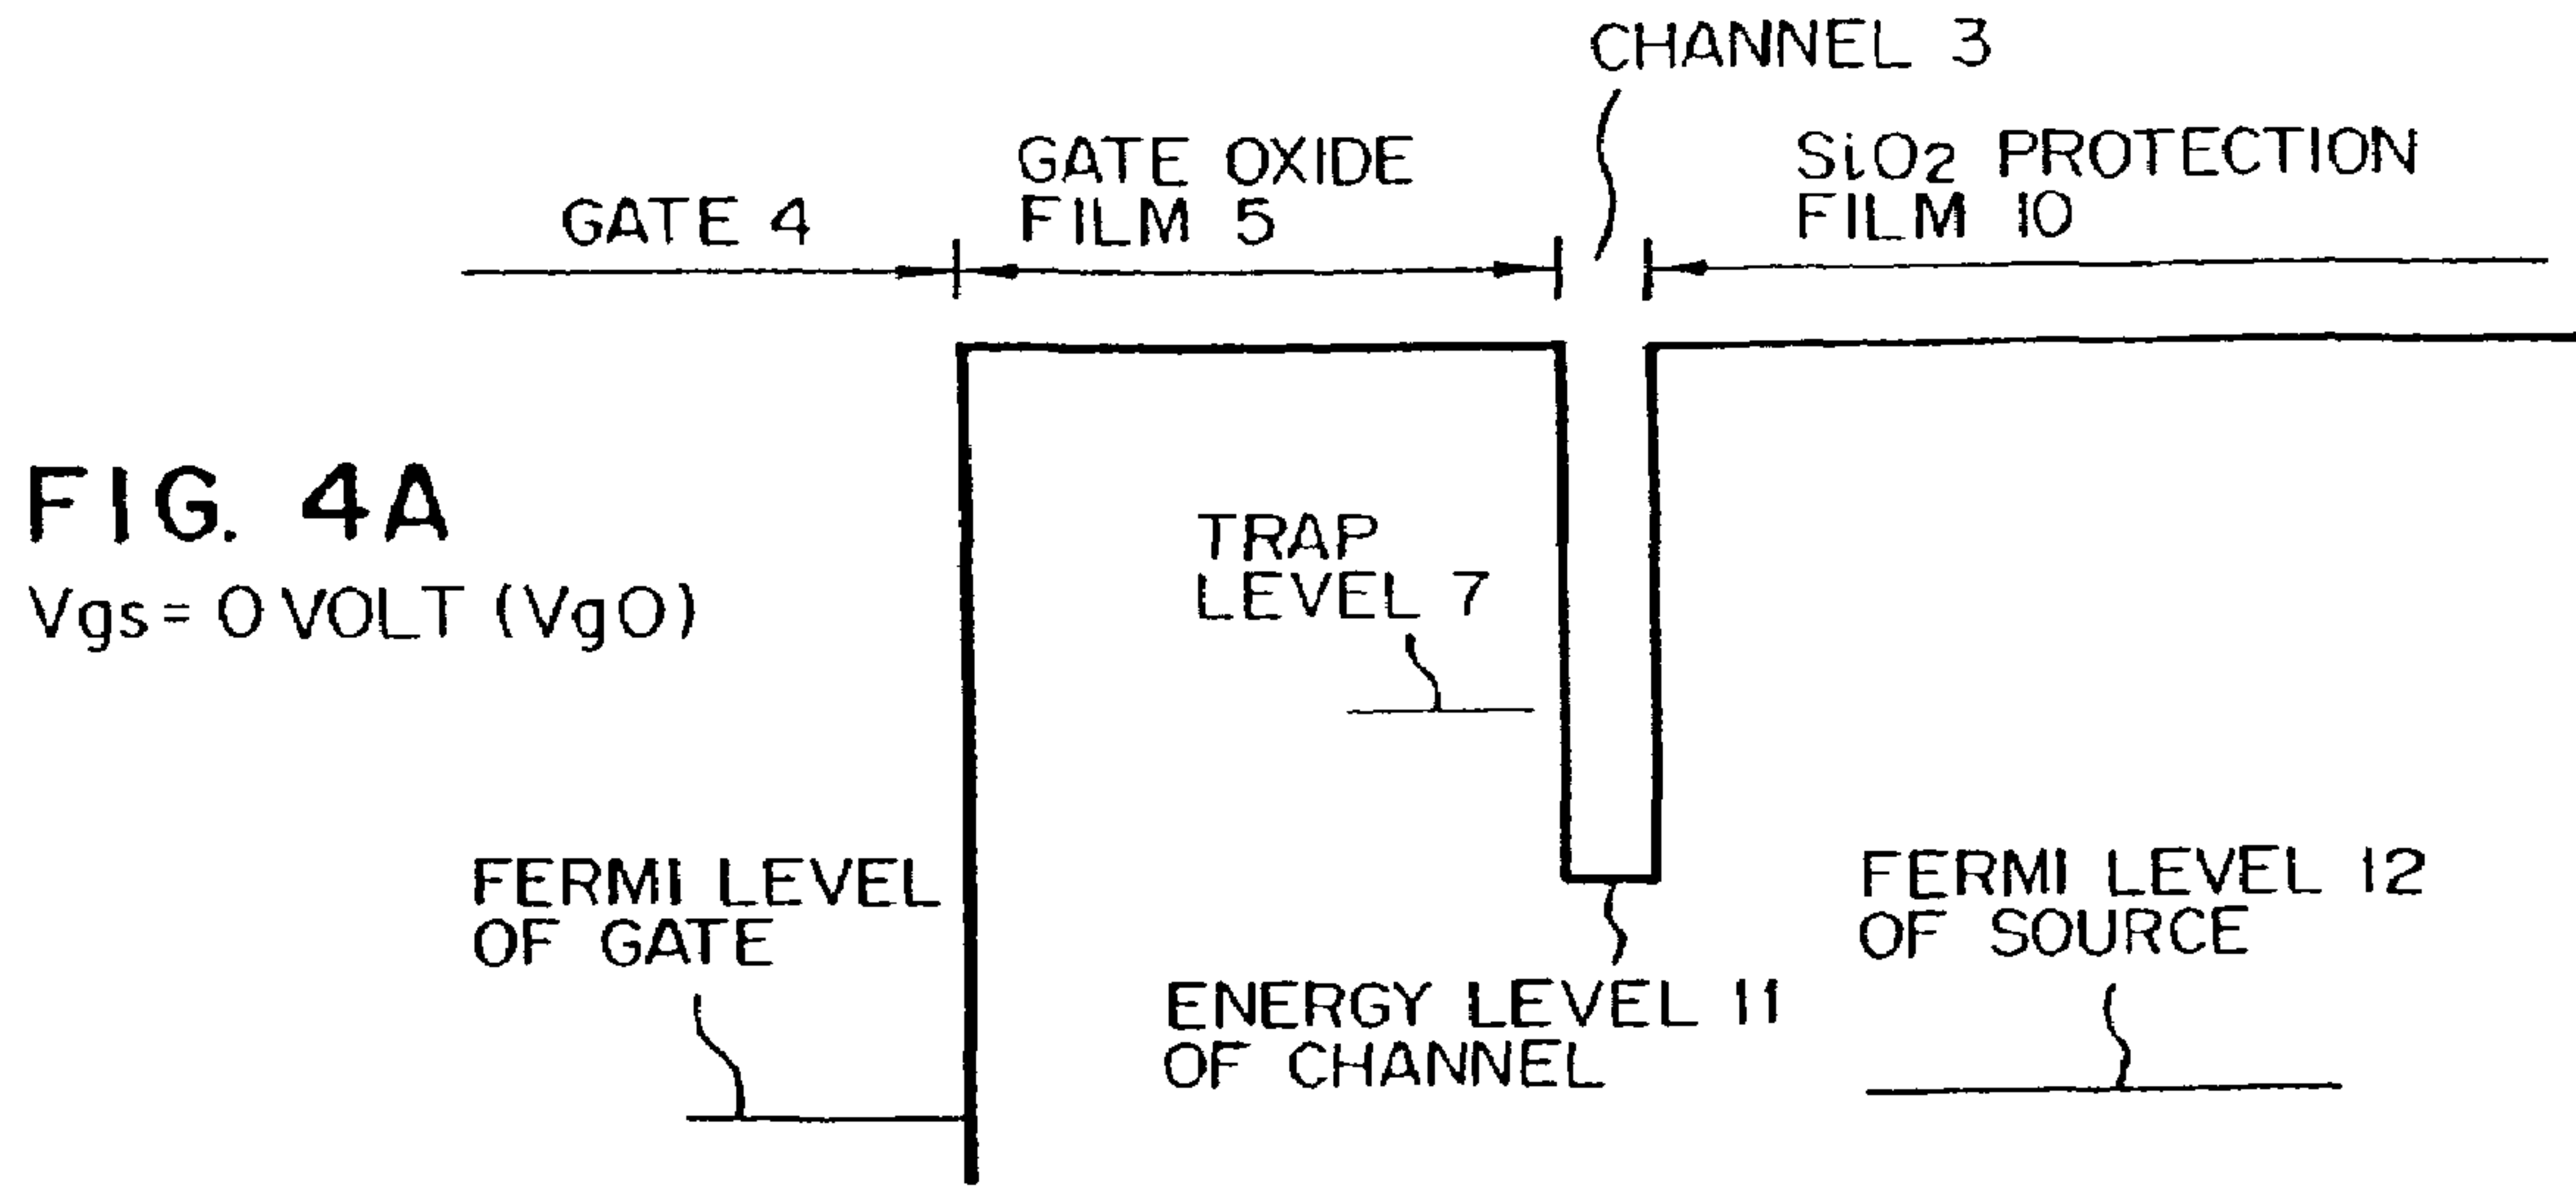 CHANNEL 3
GATE 4
GATE OXIDE
FILM 5
SiO2 PROTECTION
FILM 10
FIG. 4A
Vgs = 0 VOLT (Vg0)
TRAP
LEVEL 7
FERMI LEVEL
OF GATE
ENERGY LEVEL 11
OF CHANNEL
FERMI LEVEL 12
OF SOURCE